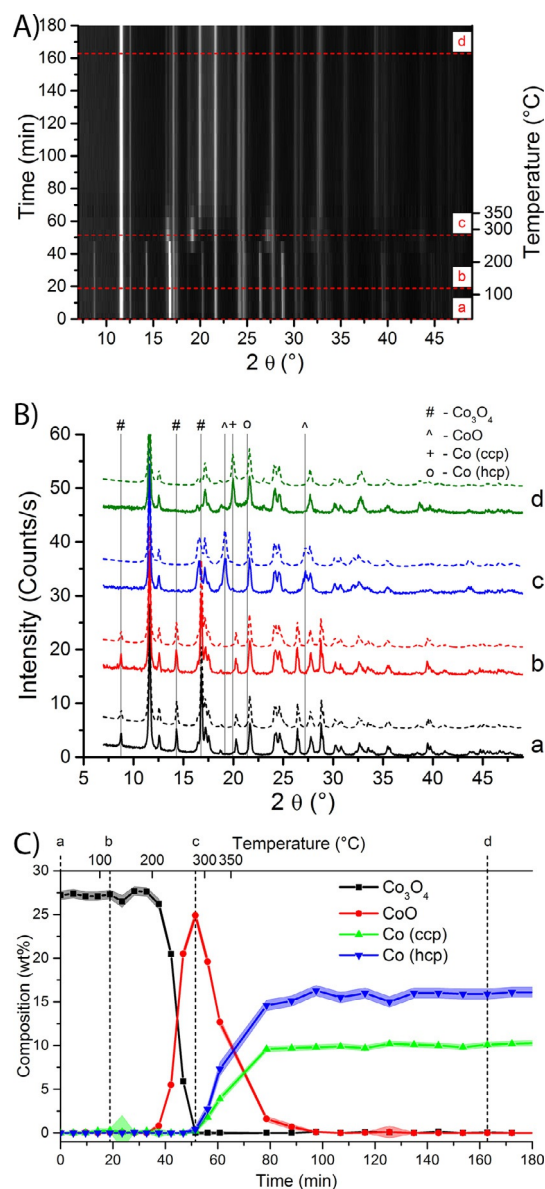 A)
180
160
140
120
100
80
60
40
20
0
Time (min)
d
c
b
a
350
300
200
100
Temperature (°C)
10 15 20 25 30 35 40 45
2 θ (°)
B)
# # # ^ + o ^
# - Co₃O₄
^ - CoO
+ - Co (ccp)
o - Co (hcp)
60
50
40
30
20
10
0
Intensity (Counts/s)
d
c
b
a
5 10 15 20 25 30 35 40 45 50
2 θ (°)
C)
a b c Temperature (°C) d
100 200 300 350
30
25
20
15
10
5
0
Composition (wt%)
Co₃O₄
CoO
Co (ccp)
Co (hcp)
0 20 40 60 80 100 120 140 160 180
Time (min)